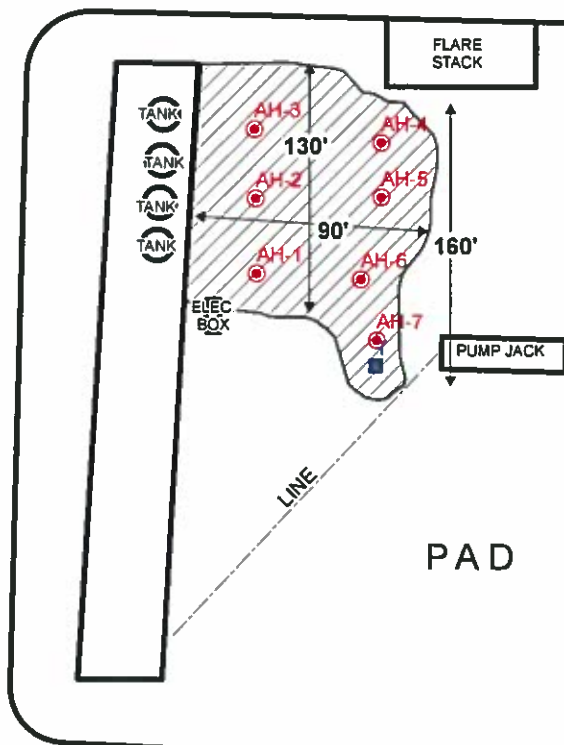 FLARE
STACK
TANK
TANK
TANK
TANK
AH-3
AH-4
130'
AH-2
AH-5
90'
160'
AH-1
AH-6
ELEC
BOX
AH-7
PUMP JACK
LINE
PAD